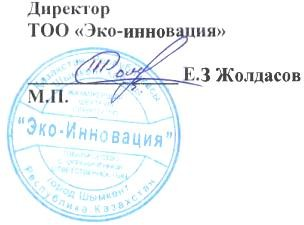 Директор
ТОО «Эко-инновация»
Е.З Жолдасов
М.П.
"Эко-Инновация"
город Шымкент
Республика Казахстан